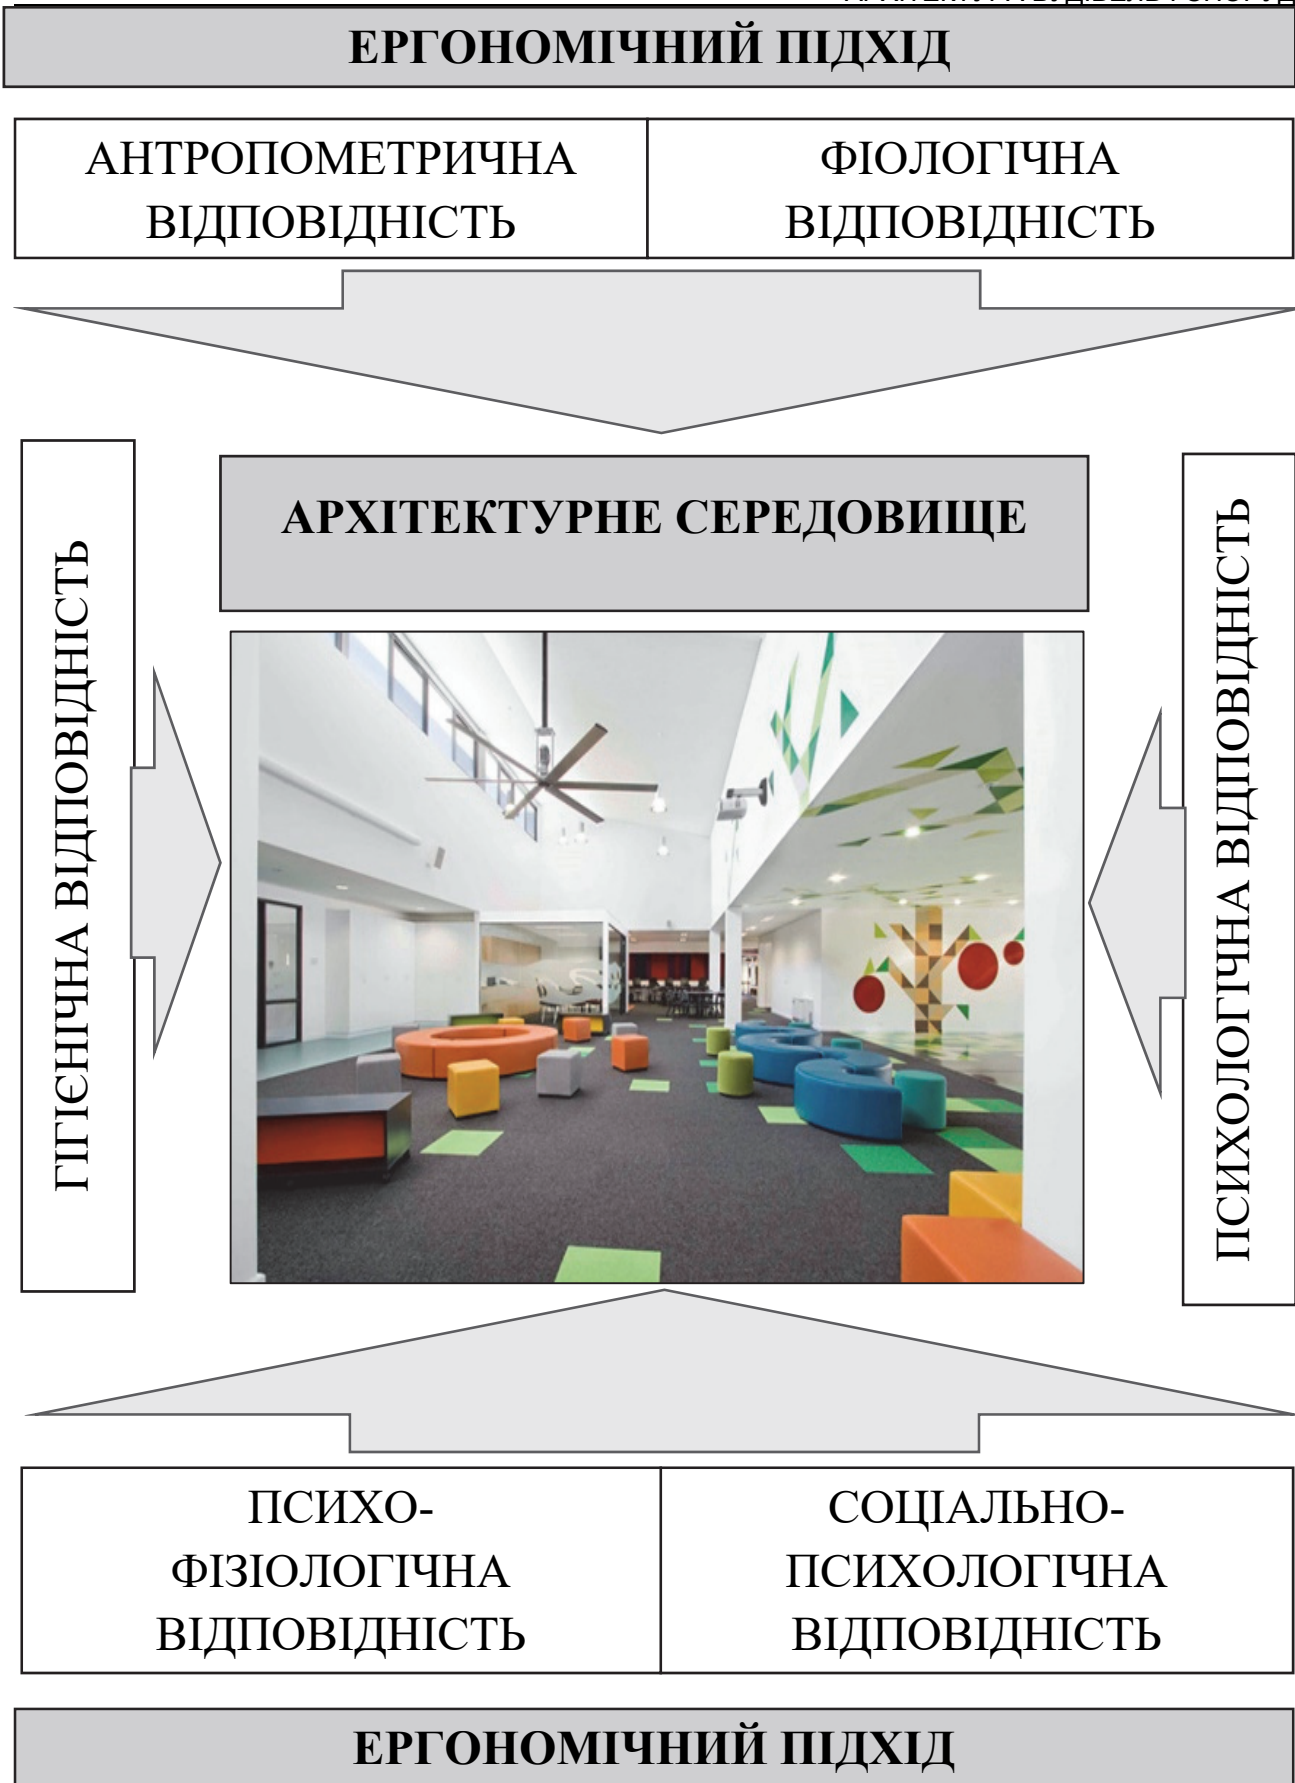 ЕРГОНОМІЧНИЙ ПІДХІД
АНТРОПОМЕТРИЧНА
ВІДПОВІДНІСТЬ
ФІОЛОГІЧНА
ВІДПОВІДНІСТЬ
ГІГІЄНІЧНА ВІДПОВІДНІСТЬ
АРХІТЕКТУРНЕ СЕРЕДОВИЩЕ
ПСИХОЛОГІЧНА ВІДПОВІДНІСТЬ
ПСИХО-
ФІЗІОЛОГІЧНА
ВІДПОВІДНІСТЬ
СОЦІАЛЬНО-
ПСИХОЛОГІЧНА
ВІДПОВІДНІСТЬ
ЕРГОНОМІЧНИЙ ПІДХІД